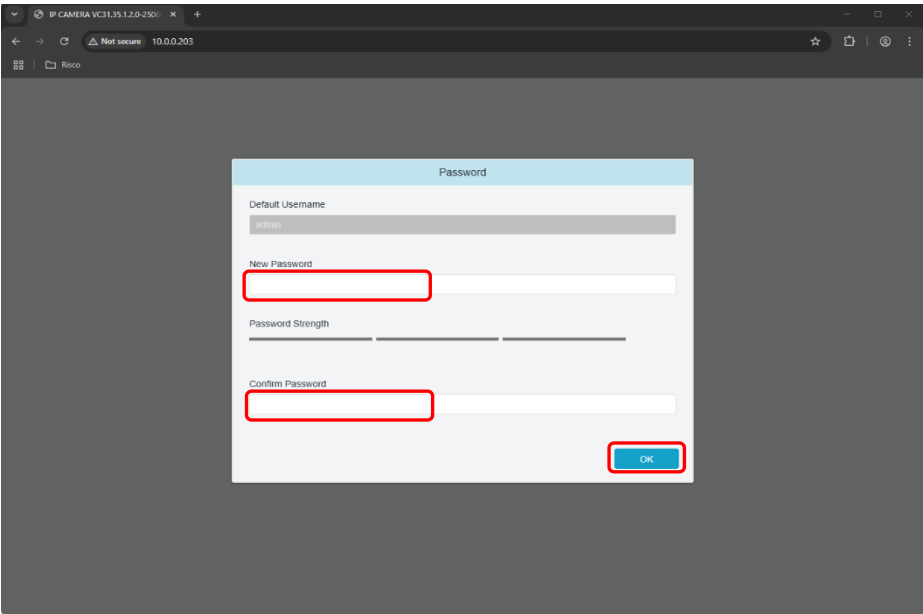 IP CAMERA VC31.35.1.2.0-250
Not secure 10.0.0.203
Risco
Password
Default Username
admin
New Password
Password Strength
Confirm Password
OK